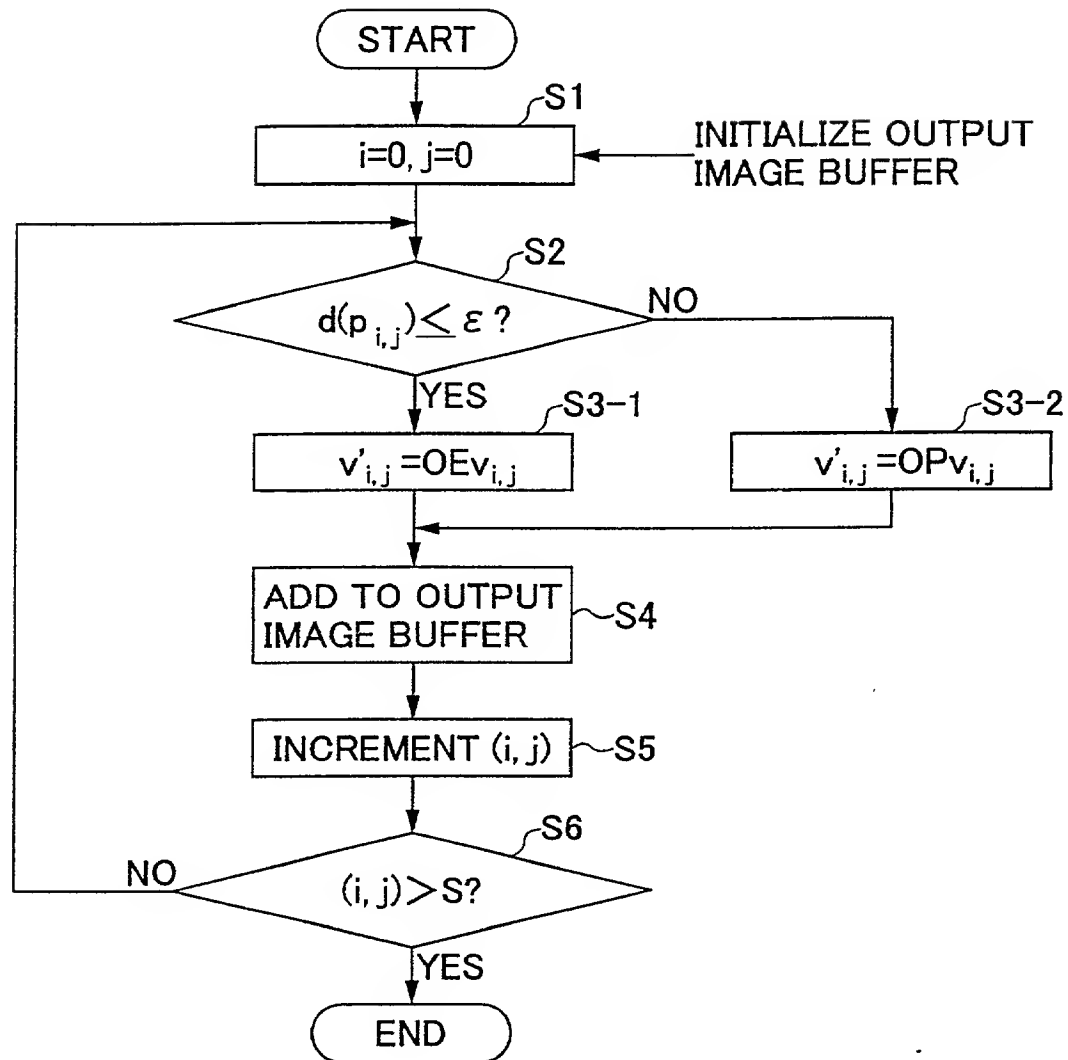 START
S1
i=0, j=0
INITIALIZE OUTPUT
IMAGE BUFFER
S2
d(p i,j)≤ ε?
NO
YES
S3-1
v'i,j=OEvi,j
S3-2
v'i,j=OPvi,j
ADD TO OUTPUT
IMAGE BUFFER
S4
INCREMENT (i, j)
S5
S6
NO
(i, j)>S?
YES
END